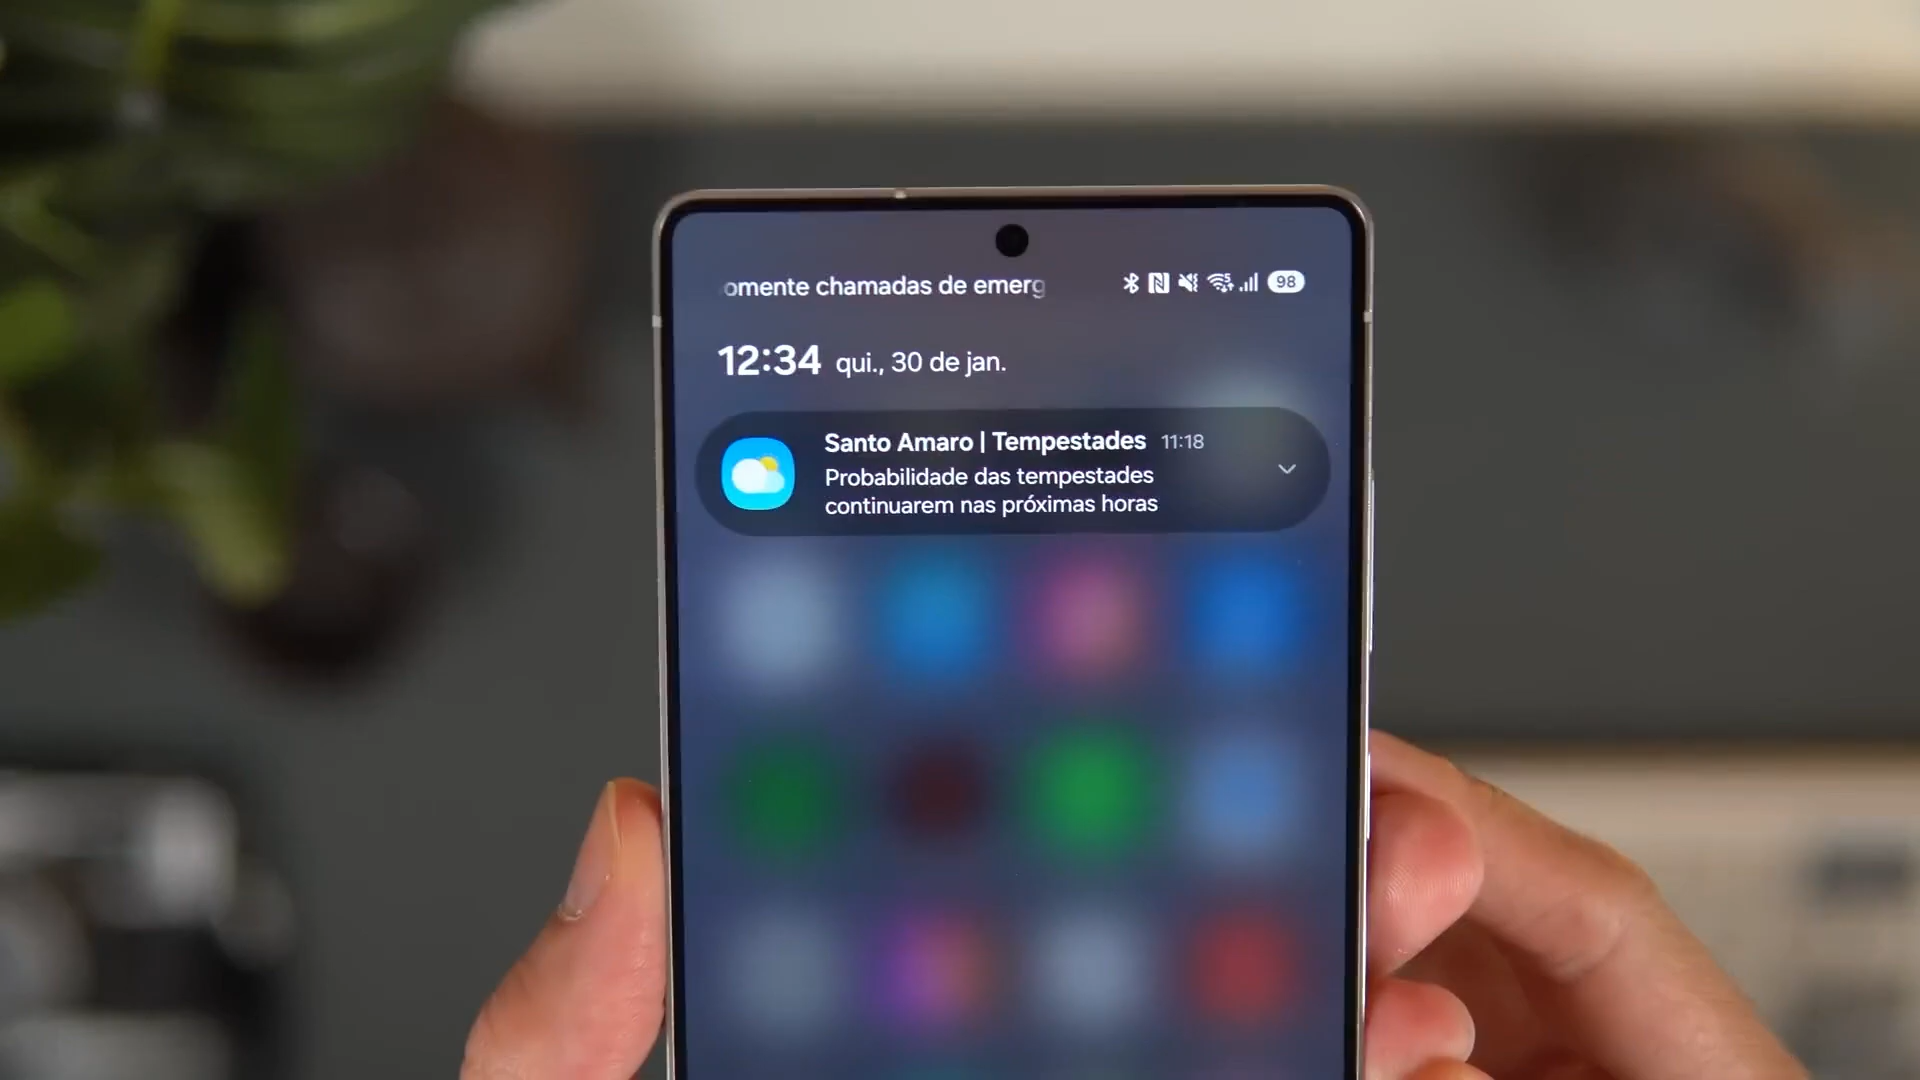 omente chamadas de emerg
98
12:34 qui., 30 de jan.
Santo Amaro | Tempestades 11:18
Probabilidade das tempestades
continuarem nas próximas horas